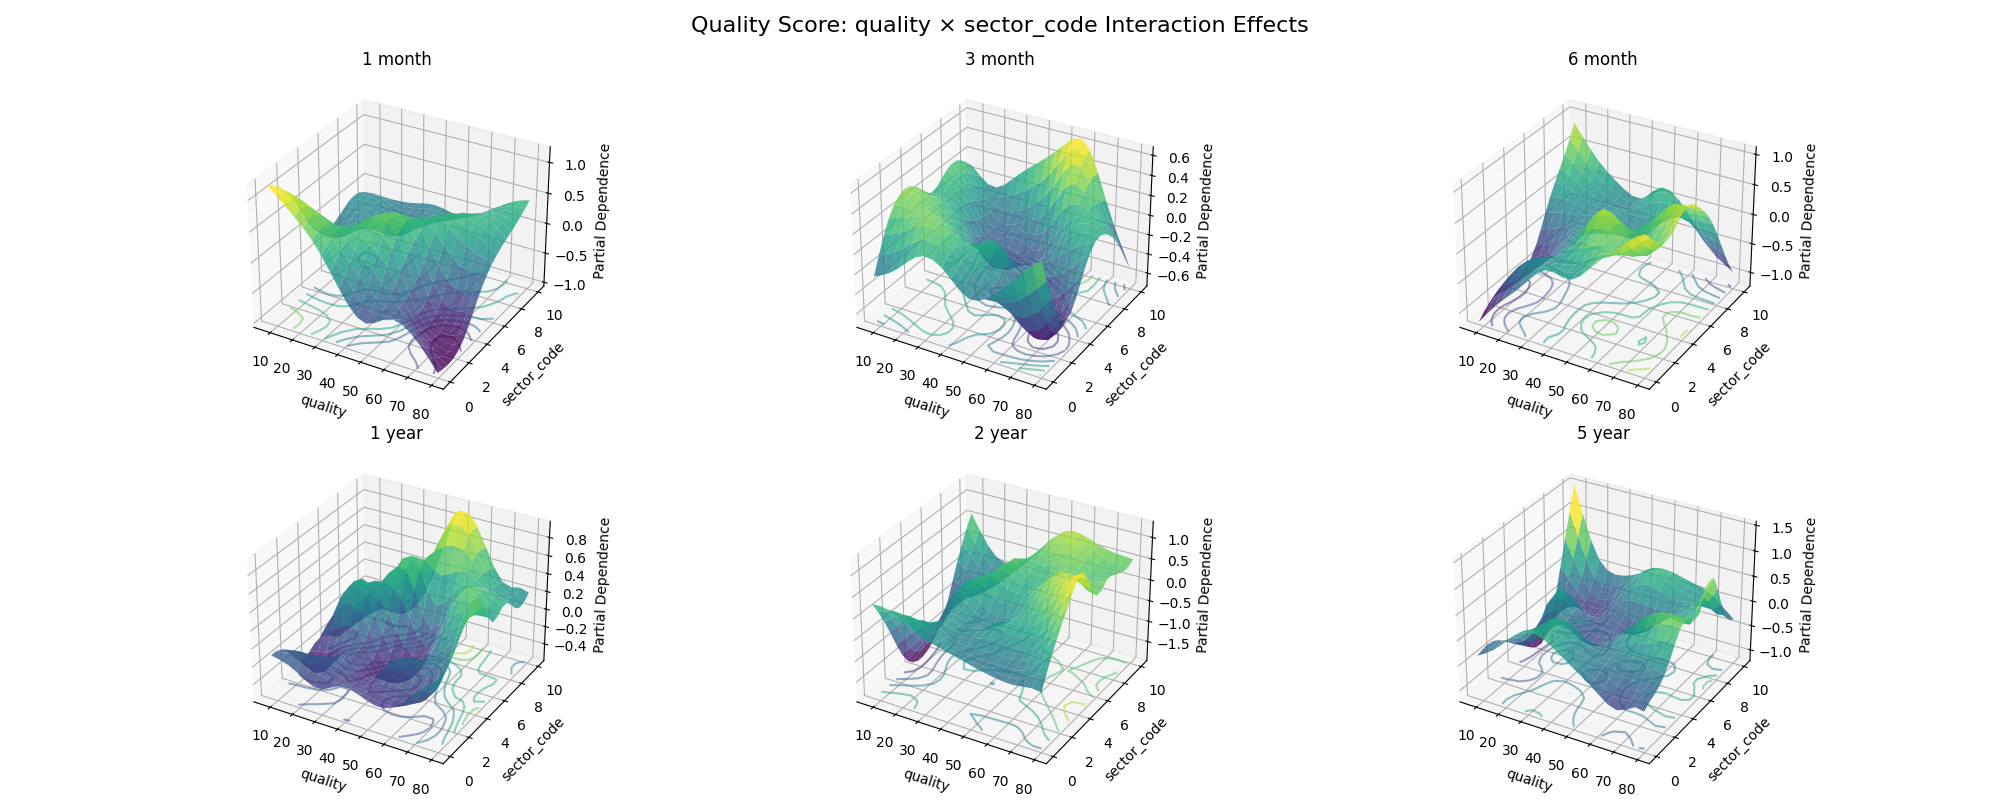 Quality Score: quality × sector_code Interaction Effects
1 month
1.0
0.5
0.0
−0.5
−1.0
Partial Dependence
10 20 30 40 50 60 70 80
quality
0 2 4 6 8 10
sector_code
3 month
0.6
0.4
0.2
0.0
−0.2
−0.4
−0.6
Partial Dependence
10 20 30 40 50 60 70 80
quality
0 2 4 6 8 10
sector_code
6 month
1.0
0.5
0.0
−0.5
−1.0
Partial Dependence
10 20 30 40 50 60 70 80
quality
0 2 4 6 8 10
sector_code
1 year
0.8
0.6
0.4
0.2
0.0
−0.2
−0.4
Partial Dependence
10 20 30 40 50 60 70 80
quality
0 2 4 6 8 10
sector_code
2 year
1.0
0.5
0.0
−0.5
−1.0
−1.5
Partial Dependence
10 20 30 40 50 60 70 80
quality
0 2 4 6 8 10
sector_code
5 year
1.5
1.0
0.5
0.0
−0.5
−1.0
Partial Dependence
10 20 30 40 50 60 70 80
quality
0 2 4 6 8 10
sector_code